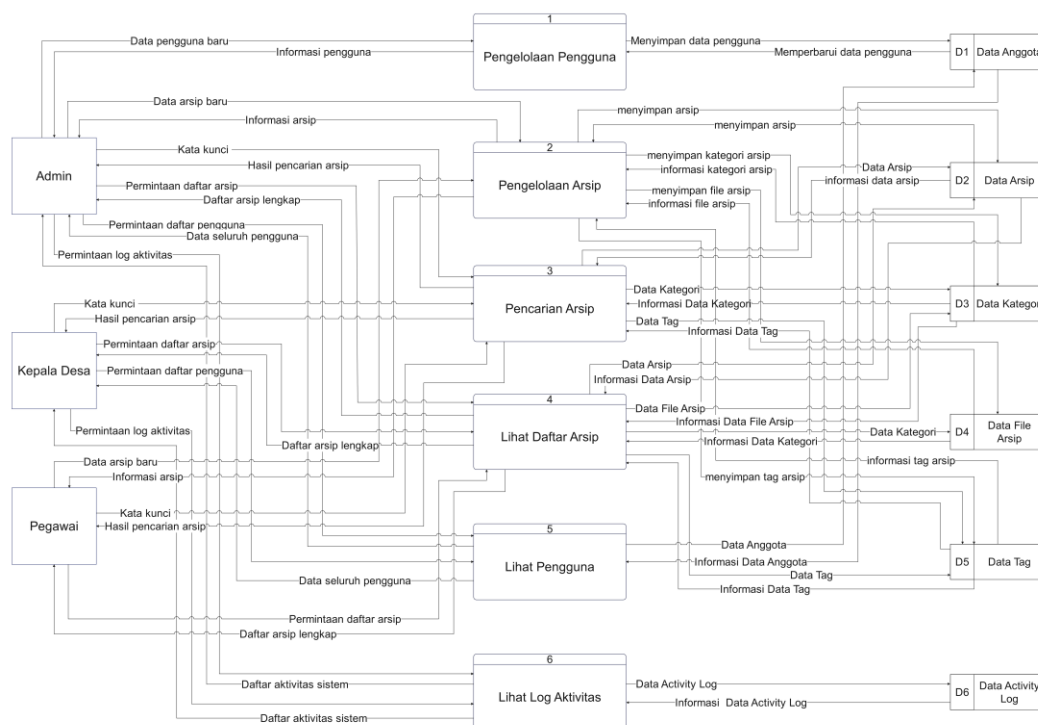 1
Pengelolaan Pengguna
Data pengguna baru
Informasi pengguna
Menyimpan data pengguna
Memperbarui data pengguna
D1
Data Anggota
Data arsip baru
Informasi arsip
menyimpan arsip
menyimpan arsip
Admin
Kata kunci
Hasil pencarian arsip
Permintaan daftar arsip
Daftar arsip lengkap
Permintaan daftar pengguna
Data seluruh pengguna
Permintaan log aktivitas
2
Pengelolaan Arsip
menyimpan kategori arsip
informasi kategori arsip
menyimpan file arsip
informasi file arsip
Data Arsip
informasi data arsip
D2
Data Arsip
3
Pencarian Arsip
Data Kategori
Informasi Data Kategori
Data Tag
Informasi Data Tag
D3
Data Kategori
Kata kunci
Hasil pencarian arsip
Kepala Desa
Permintaan daftar arsip
Permintaan daftar pengguna
Permintaan log aktivitas
Daftar arsip lengkap
Data Arsip
Informasi Data Arsip
4
Lihat Daftar Arsip
Data File Arsip
Informasi Data File Arsip
Data Kategori
Informasi Data Kategori
D4
Data File
Arsip
informasi tag arsip
menyimpan tag arsip
Data arsip baru
Informasi arsip
Pegawai
Kata kunci
Hasil pencarian arsip
5
Lihat Pengguna
Data Anggota
Informasi Data Anggota
Data Tag
Informasi Data Tag
D5
Data Tag
Data seluruh pengguna
Permintaan daftar arsip
Daftar arsip lengkap
6
Lihat Log Aktivitas
Daftar aktivitas sistem
Daftar aktivitas sistem
Data Activity Log
Informasi Data Activity Log
D6
Data Activity
Log